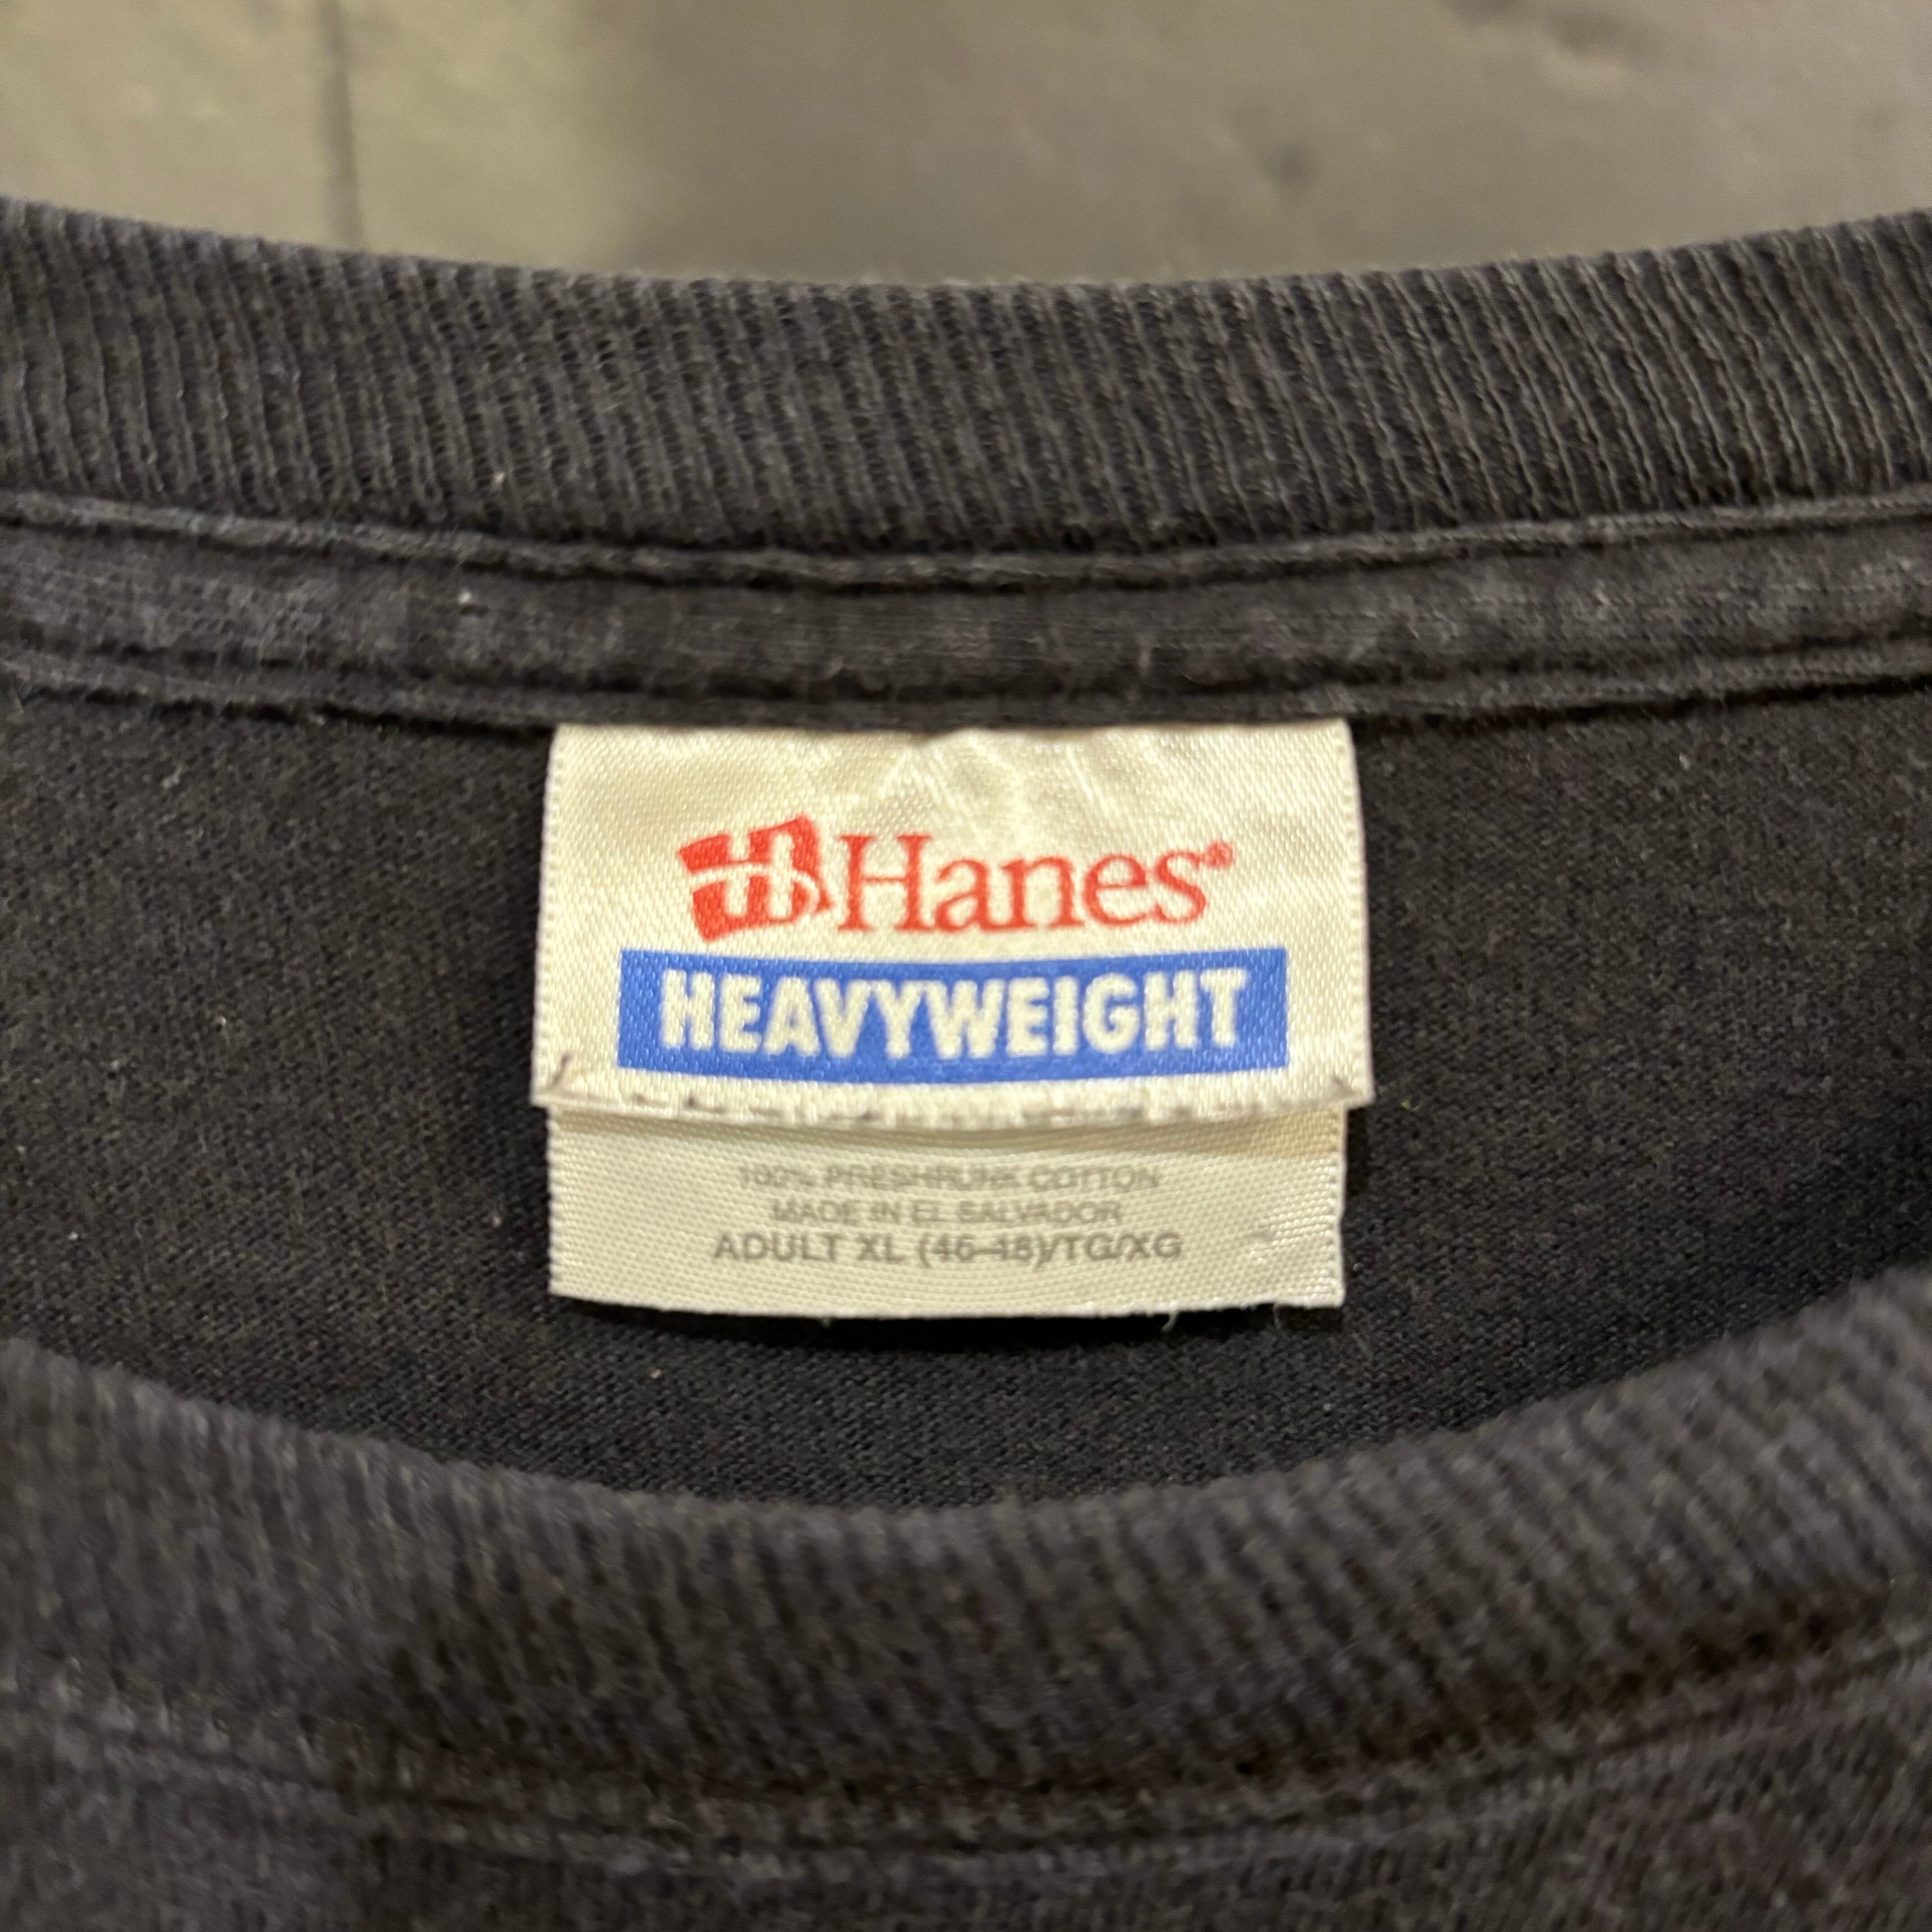 Hanes®
HEAVYWEIGHT
100% PRESHRUNK COTTON
MADE IN EL SALVADOR
ADULT XL (46-48)/TG/XG